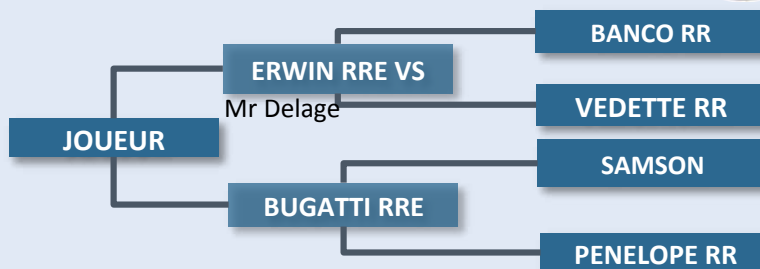 BANCO RR
ERWIN RRE VS
Mr Delage
VEDETTE RR
JOUEUR
SAMSON
BUGATTI RRE
PENELOPE RR